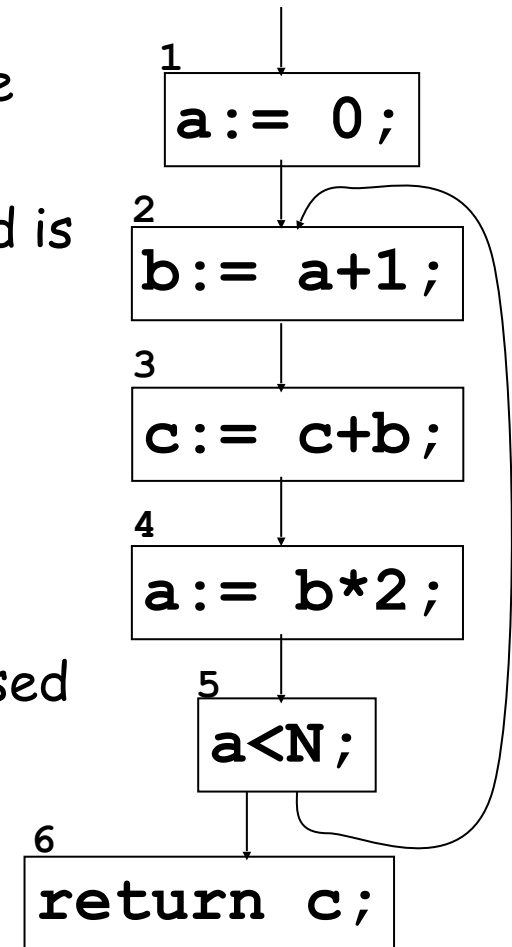 1
e
a:= 0;
2
d is
b:= a+1;
3
c:= c+b;
4
a:= b*2;
sed
5
a<N;
6
return c;